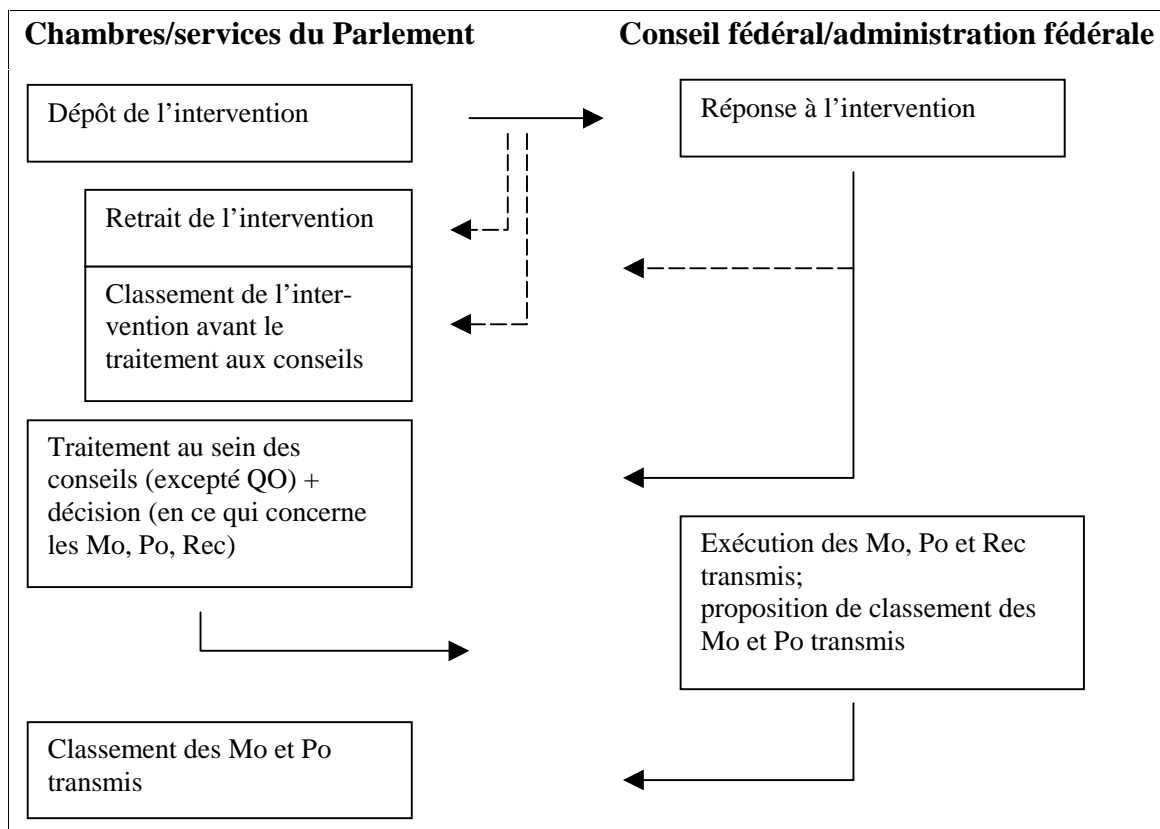 Chambres/services du Parlement
Conseil fédéral/administration fédérale
Dépôt de l’intervention
Réponse à l’intervention
Retrait de l’intervention
Classement de l’inter-
vention avant le
traitement aux conseils
Traitement au sein des
conseils (excepté QO) +
décision (en ce qui concerne
les Mo, Po, Rec)
Exécution des Mo, Po et Rec
transmis;
proposition de classement des
Mo et Po transmis
Classement des Mo et Po
transmis